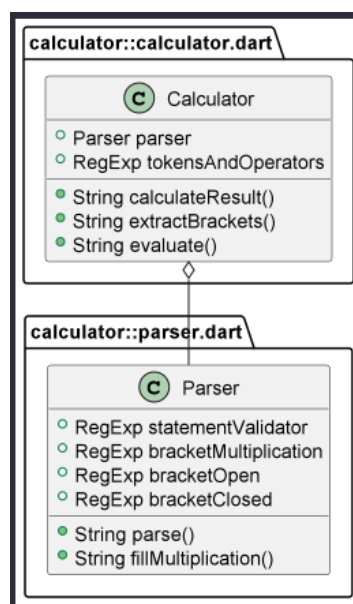 calculator::calculator.dart
C Calculator
Parser parser
RegExp tokensAndOperators
String calculateResult()
String extractBrackets()
String evaluate()
calculator::parser.dart
C Parser
RegExp statementValidator
RegExp bracketMultiplication
RegExp bracketOpen
RegExp bracketClosed
String parse()
String fillMultiplication()